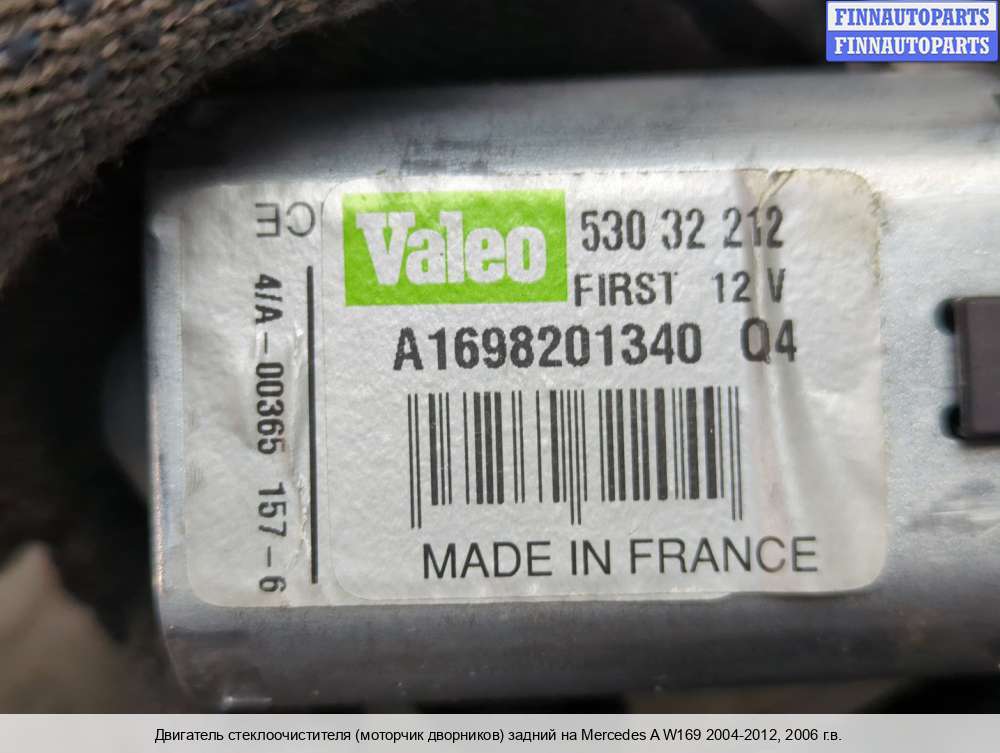 FINNAUTOPARTS
FINNAUTOPARTS
Valeo
530 32 212
FIRST 12 V
A1698201340 Q4
MADE IN FRANCE
CE
4/A-00365 157-6
Двигатель стеклоочистителя (моторчик дворников) задний на Mercedes A W169 2004-2012, 2006 г.в.